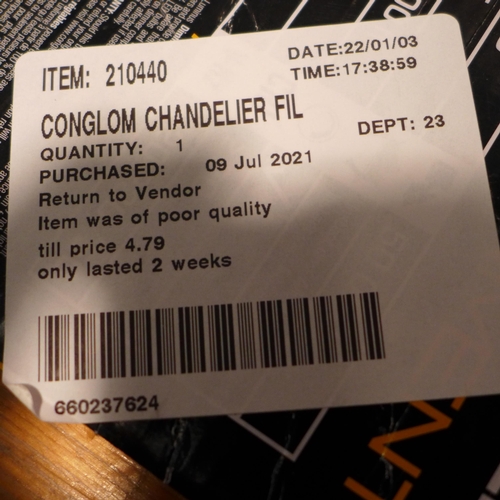 ITEM: 210440
DATE:22/01/03
TIME:17:38:59
CONGLOM CHANDELIER FIL
DEPT: 23
QUANTITY: 1
PURCHASED: 09 Jul 2021
Return to Vendor
Item was of poor quality
till price 4.79
only lasted 2 weeks
660237624